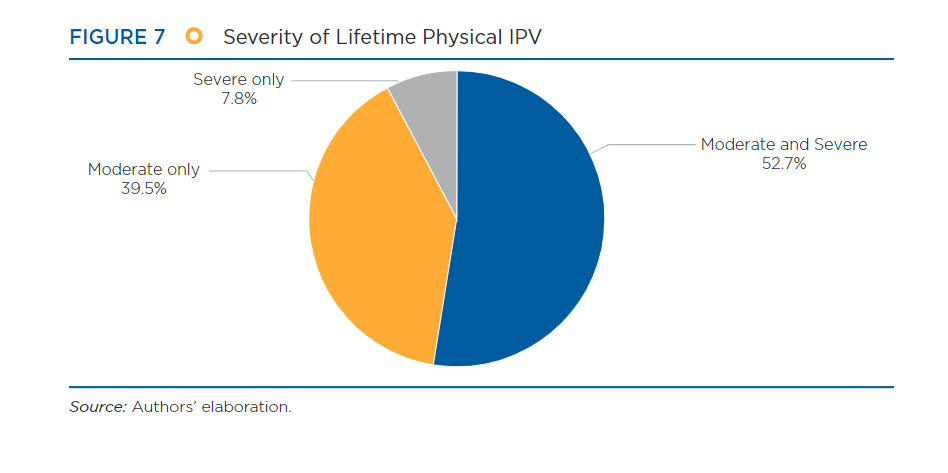 FIGURE 7 Severity of Lifetime Physical IPV
Severe only
7.8%
Moderate and Severe
52.7%
Moderate only
39.5%
Source: Authors’ elaboration.